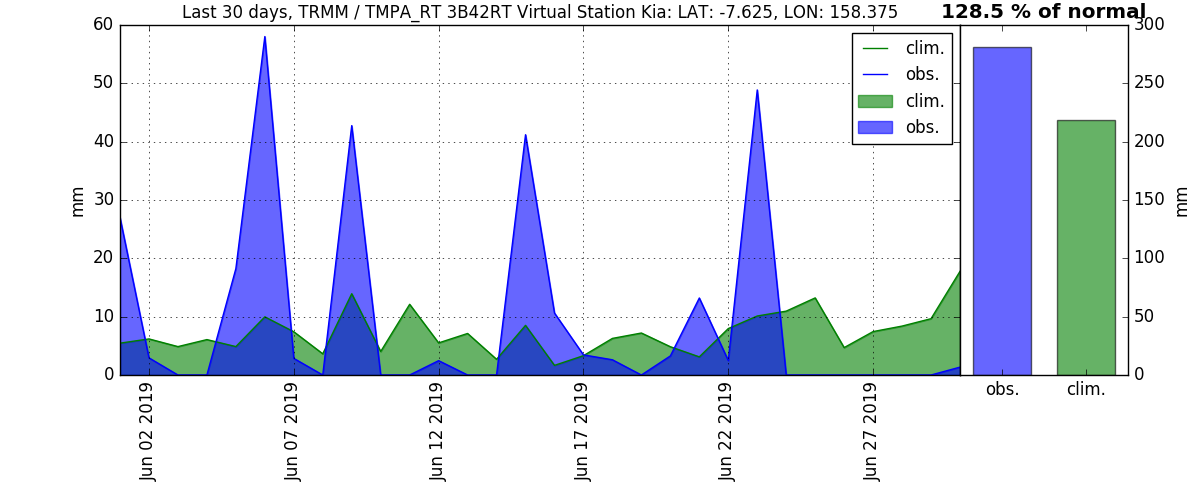 Last 30 days, TRMM / TMPA_RT 3B42RT Virtual Station Kia: LAT: -7.625, LON: 158.375
128.5 % of normal
60
50
40
30
20
10
0
mm
clim.
obs.
clim.
obs.
300
250
200
150
100
50
0
mm
Jun 02 2019
Jun 07 2019
Jun 12 2019
Jun 17 2019
Jun 22 2019
Jun 27 2019
obs.
clim.